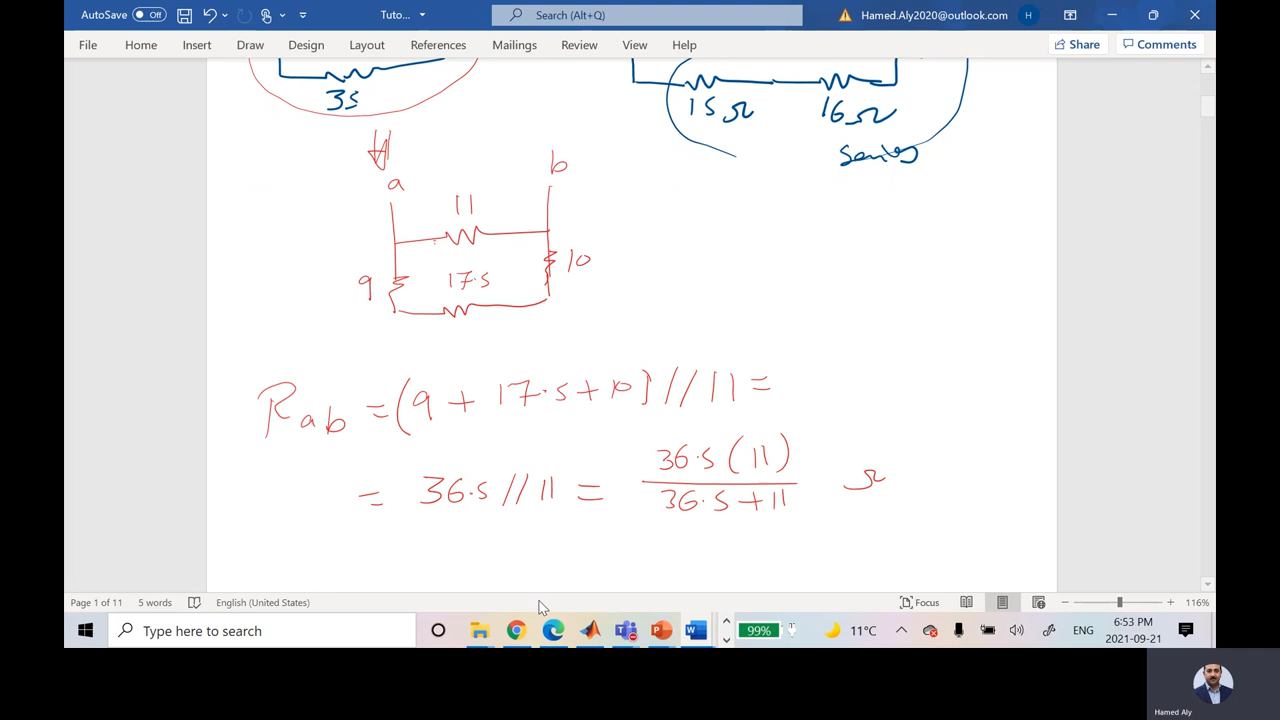 AutoSave Off Tuto... Search (Alt+Q) Hamed.Aly2020@outlook.com H
File Home Insert Draw Design Layout References Mailings Review View Help Share Comments
35
15Ω 16Ω
series
a b
11
10
9 17.5
Rab = (9 + 17.5 + 10) // 11 =
36.5 (11)
= 36.5 // 11 = Ω
36.5 + 11
Page 1 of 11 5 words English (United States) Focus 116%
Type here to search 99% 11°C ENG 6:53 PM
2021-09-21
Hamed Aly